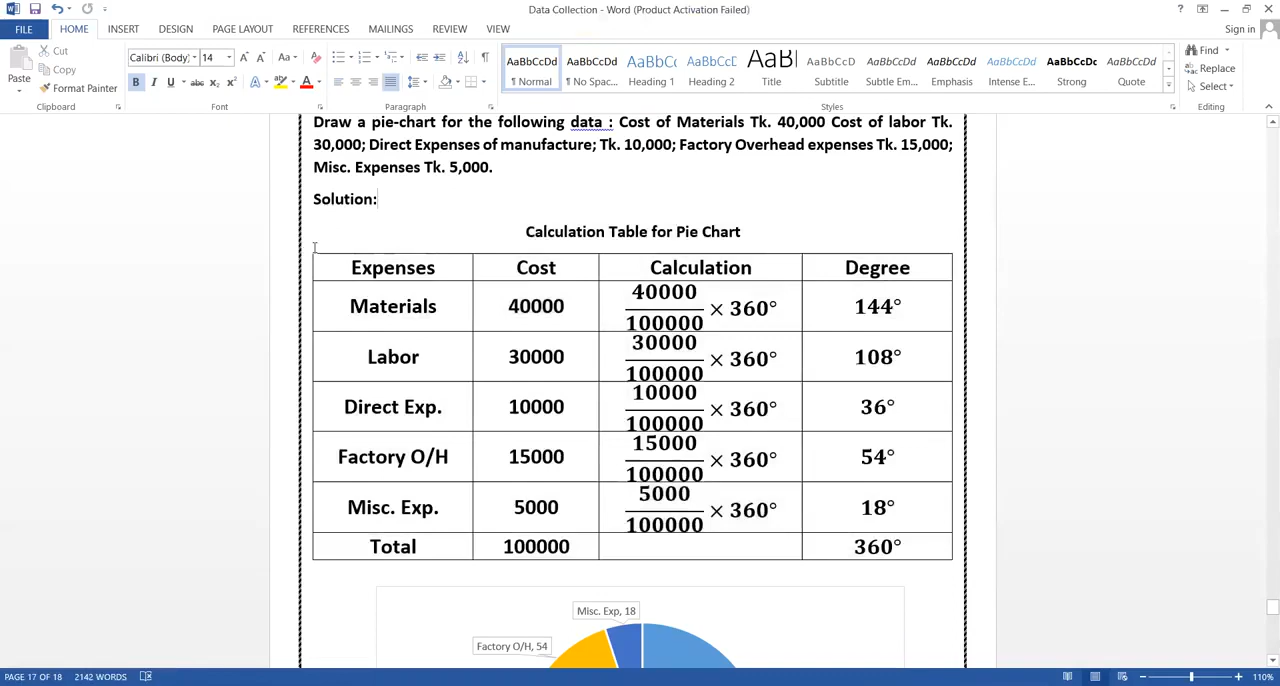 Data Collection - Word (Product Activation Failed)
FILE HOME INSERT DESIGN PAGE LAYOUT REFERENCES MAILINGS REVIEW VIEW Sign in
Paste
Cut
Copy
Format Painter
Clipboard
Calibri (Body) 14
Font
Paragraph
AaBbCcDd AaBbCcDd AaBbCc AaBbCcC AaBl AaBbCcD AaBbCcDd AaBbCcDd AaBbCcDd AaBbCcDd AaBbCcDd
¶ Normal ¶ No Spac... Heading 1 Heading 2 Title Subtitle Subtle Em... Emphasis Intense E... Strong Quote
Styles
Find
Replace
Select
Editing
Draw a pie-chart for the following data : Cost of Materials Tk. 40,000 Cost of labor Tk.
30,000; Direct Expenses of manufacture; Tk. 10,000; Factory Overhead expenses Tk. 15,000;
Misc. Expenses Tk. 5,000.
Solution:
Calculation Table for Pie Chart
Expenses Cost Calculation Degree
Materials 40000 40000/100000 × 360° 144°
Labor 30000 30000/100000 × 360° 108°
Direct Exp. 10000 10000/100000 × 360° 36°
Factory O/H 15000 15000/100000 × 360° 54°
Misc. Exp. 5000 5000/100000 × 360° 18°
Total 100000 360°
Misc. Exp, 18
Factory O/H, 54
PAGE 17 OF 18 2142 WORDS 110%